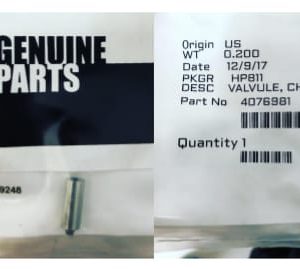 GENUINE
PARTS
9248
Origin US
WT 0.200
Date 12/9/17
PKGR HP811
DESC VALVULE, CH
Part No 4076981
Quantity 1